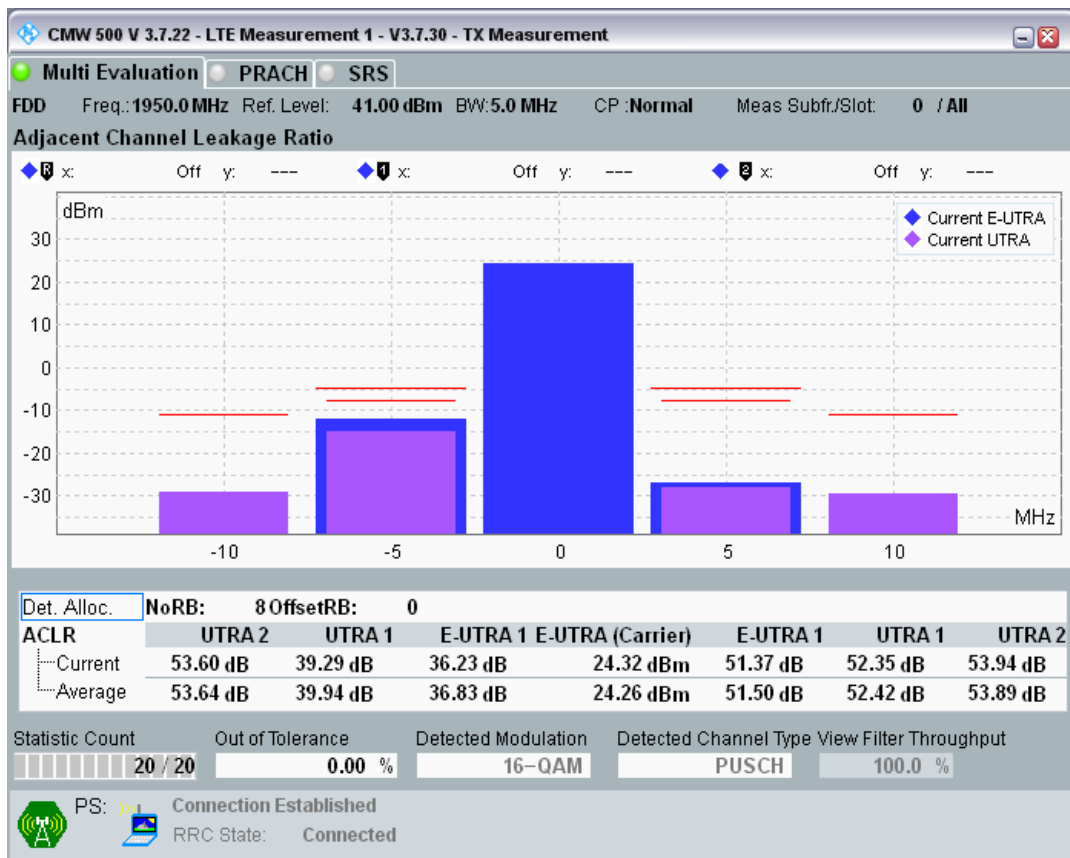 CMW 500 V 3.7.22 - LTE Measurement 1 - V3.7.30 - TX Measurement
Multi Evaluation PRACH SRS
FDD Freq.: 1950.0 MHz Ref. Level: 41.00 dBm BW: 5.0 MHz CP : Normal Meas Subfr./Slot: 0 / All
Adjacent Channel Leakage Ratio
R x: Off y: --- 1 x: Off y: --- 2 x: Off y: ---
dBm
Current E-UTRA
Current UTRA
30
20
10
0
-10
-20
-30
MHz
-10 -5 0 5 10
Det. Alloc. NoRB: 8 OffsetRB: 0
ACLR UTRA 2 UTRA 1 E-UTRA 1 E-UTRA (Carrier) E-UTRA 1 UTRA 1 UTRA 2
Current 53.60 dB 39.29 dB 36.23 dB 24.32 dBm 51.37 dB 52.35 dB 53.94 dB
Average 53.64 dB 39.94 dB 36.83 dB 24.26 dBm 51.50 dB 52.42 dB 53.89 dB
Statistic Count Out of Tolerance Detected Modulation Detected Channel Type View Filter Throughput
20 / 20 0.00 % 16-QAM PUSCH 100.0 %
PS: Connection Established
RRC State: Connected